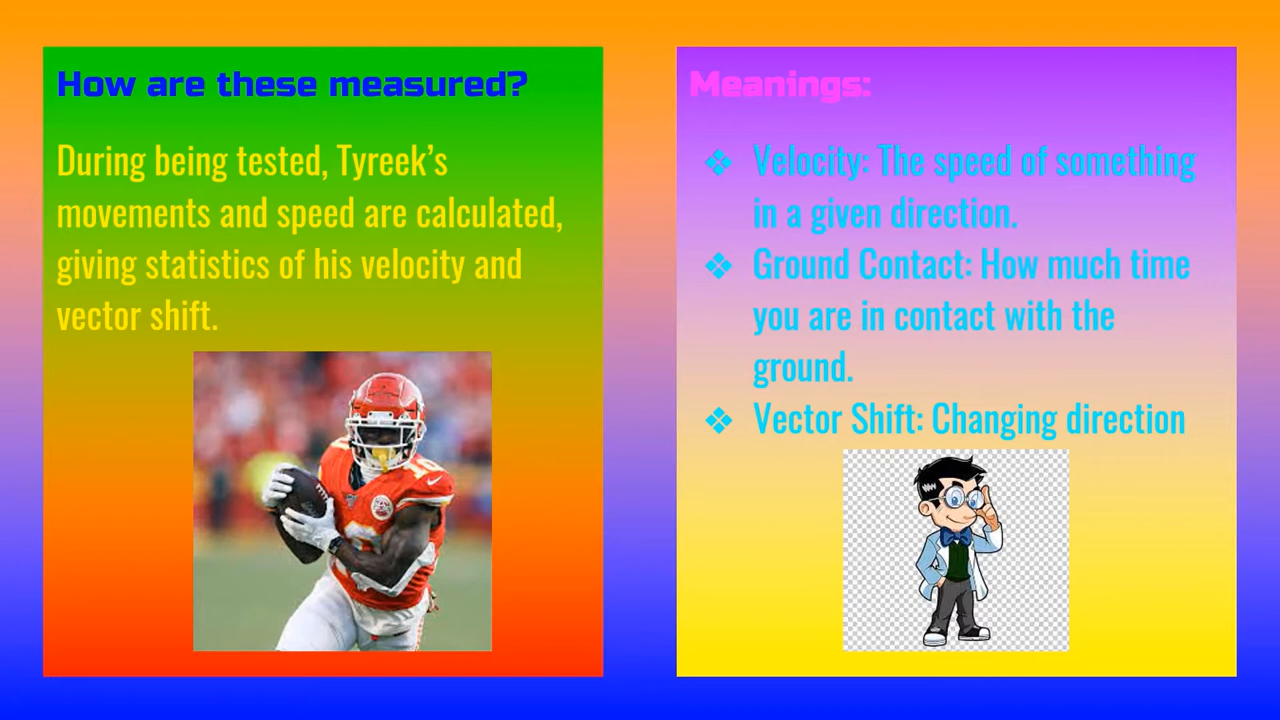 How are these measured?
During being tested, Tyreek’s
movements and speed are calculated,
giving statistics of his velocity and
vector shift.
Meanings:
❖ Velocity: The speed of something
in a given direction.
❖ Ground Contact: How much time
you are in contact with the
ground.
❖ Vector Shift: Changing direction